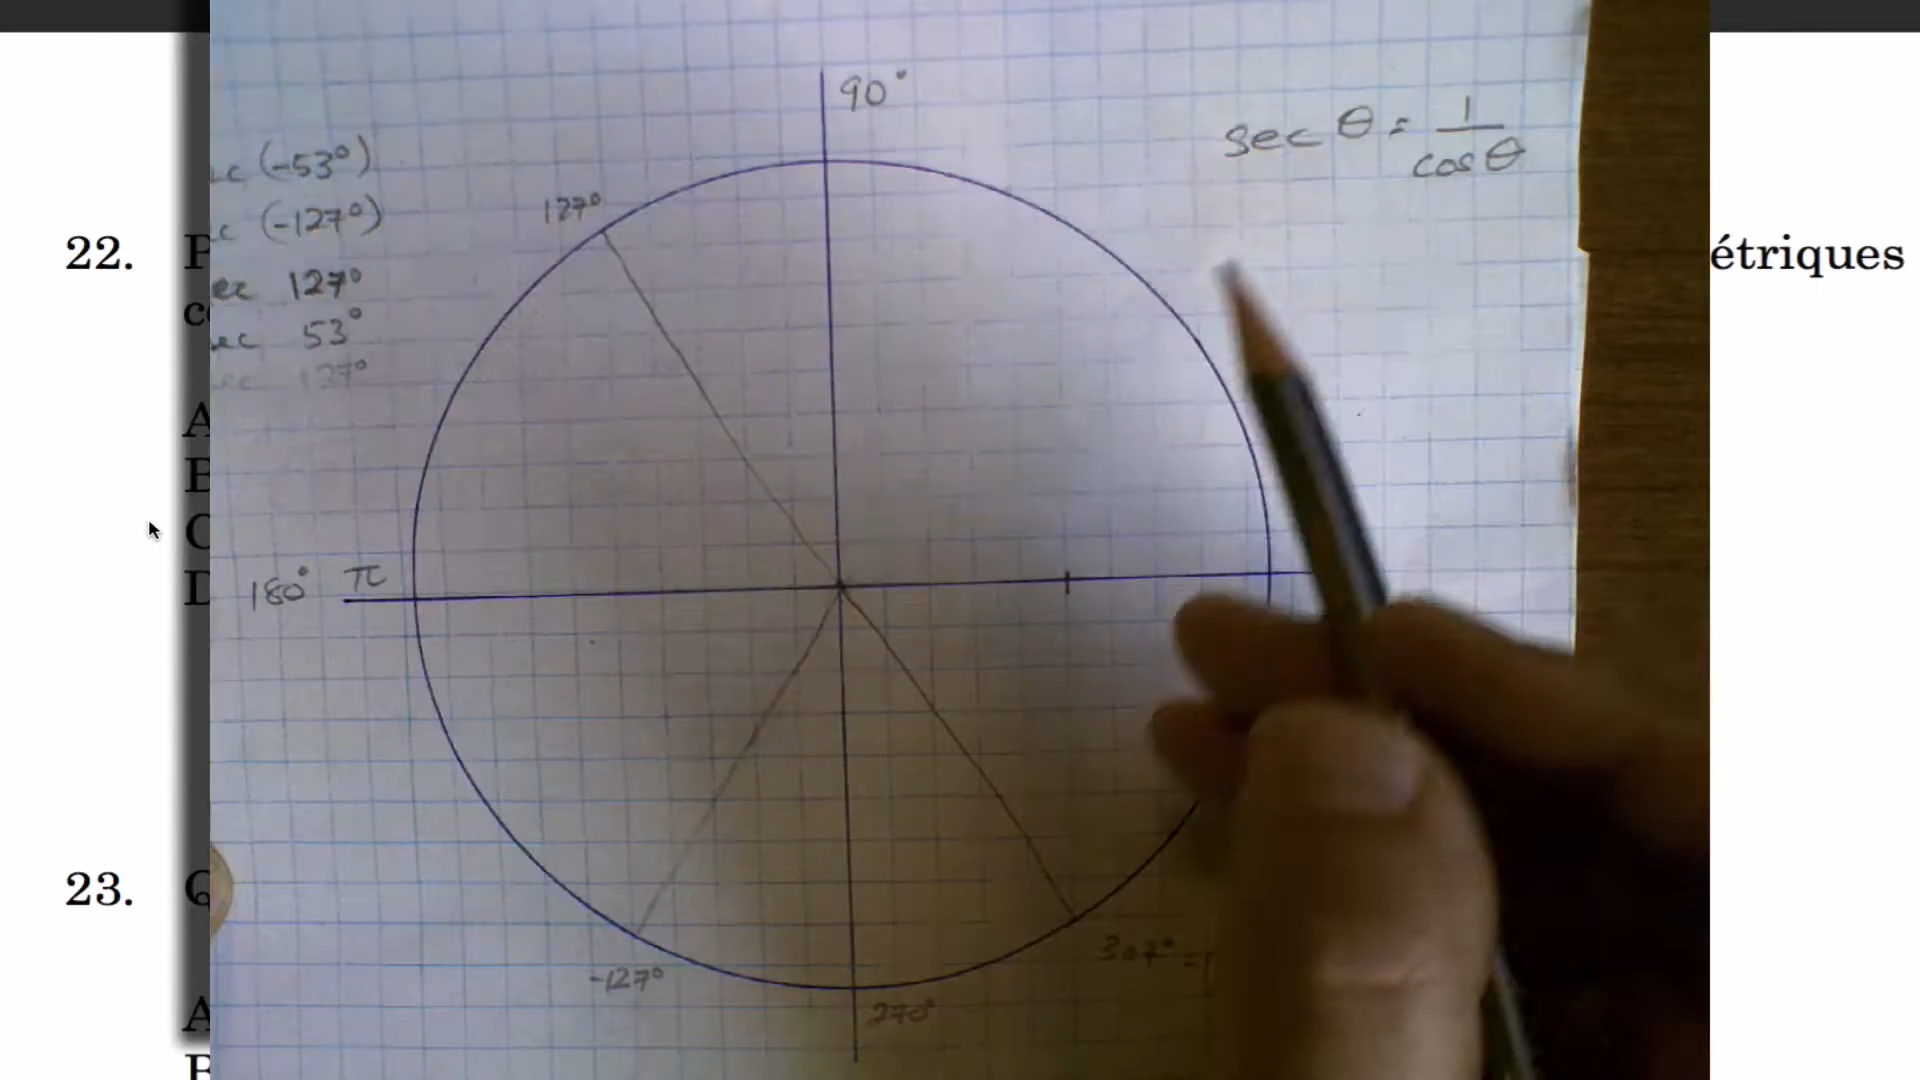 90°
sec θ = 1/cos θ
(-53°)
(-127°)
127°
127°
53°
127°
22.
étriques
A
B
C
D
180° π
307° =
-127°
270°
23.
A